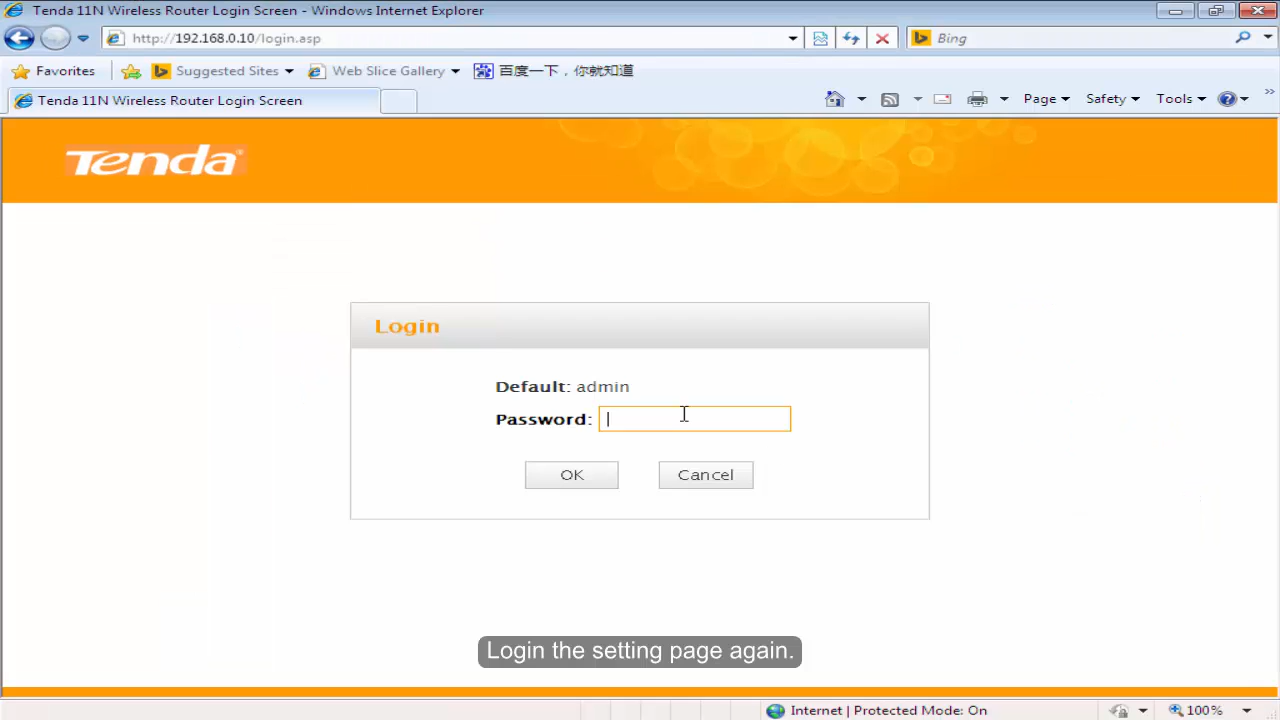 Tenda 11N Wireless Router Login Screen - Windows Internet Explorer
http://192.168.0.10/login.asp
Bing
Favorites
Suggested Sites
Web Slice Gallery
百度一下，你就知道
Tenda 11N Wireless Router Login Screen
Page
Safety
Tools
»
Tenda
Login
Default: admin
Password:
OK
Cancel
Login the setting page again.
Internet | Protected Mode: On
100%